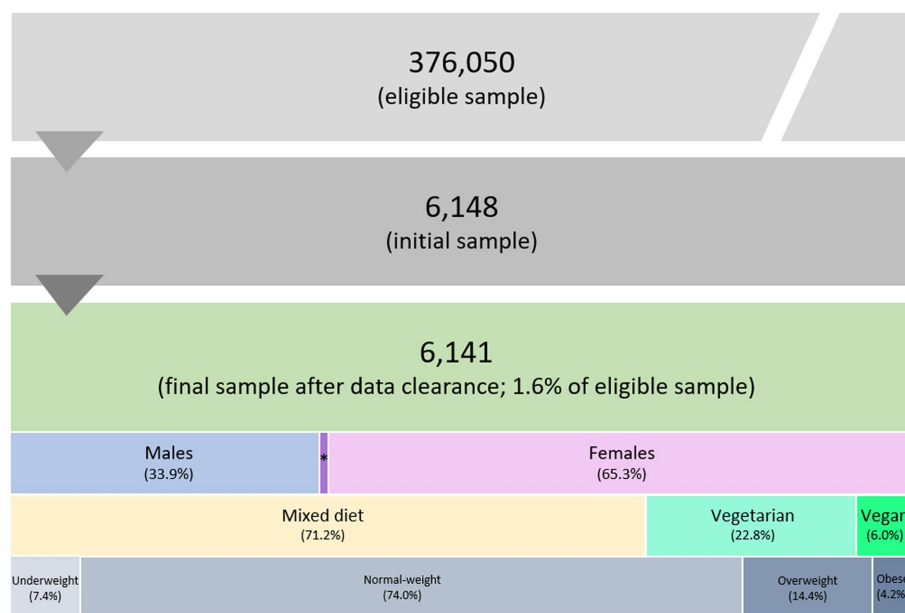 376,050
(eligible sample)
6,148
(initial sample)
6,141
(final sample after data clearance; 1.6% of eligible sample)
Males * Females
(33.9%) (65.3%)
Mixed diet Vegetarian Vegan
(71.2%) (22.8%) (6.0%)
Underweight Normal-weight Overweight Obese
(7.4%) (74.0%) (14.4%) (4.2%